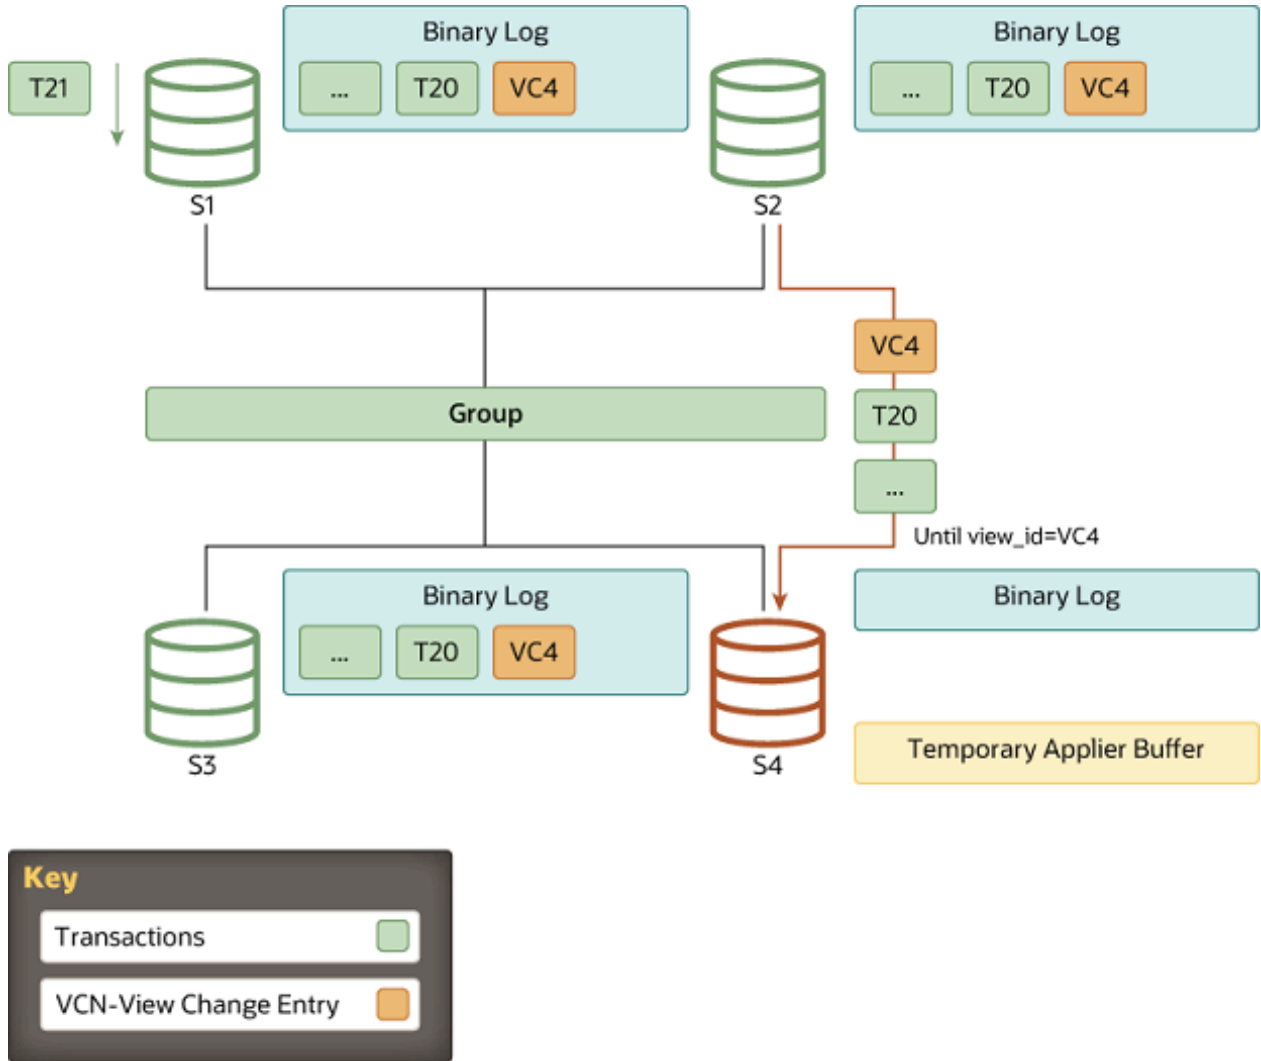 T21
Binary Log
... T20 VC4
S1
Binary Log
... T20 VC4
S2
VC4
T20
...
Until view_id=VC4
Group
Binary Log
... T20 VC4
S3
Binary Log
S4
Temporary Applier Buffer
Key
Transactions
VCN-View Change Entry